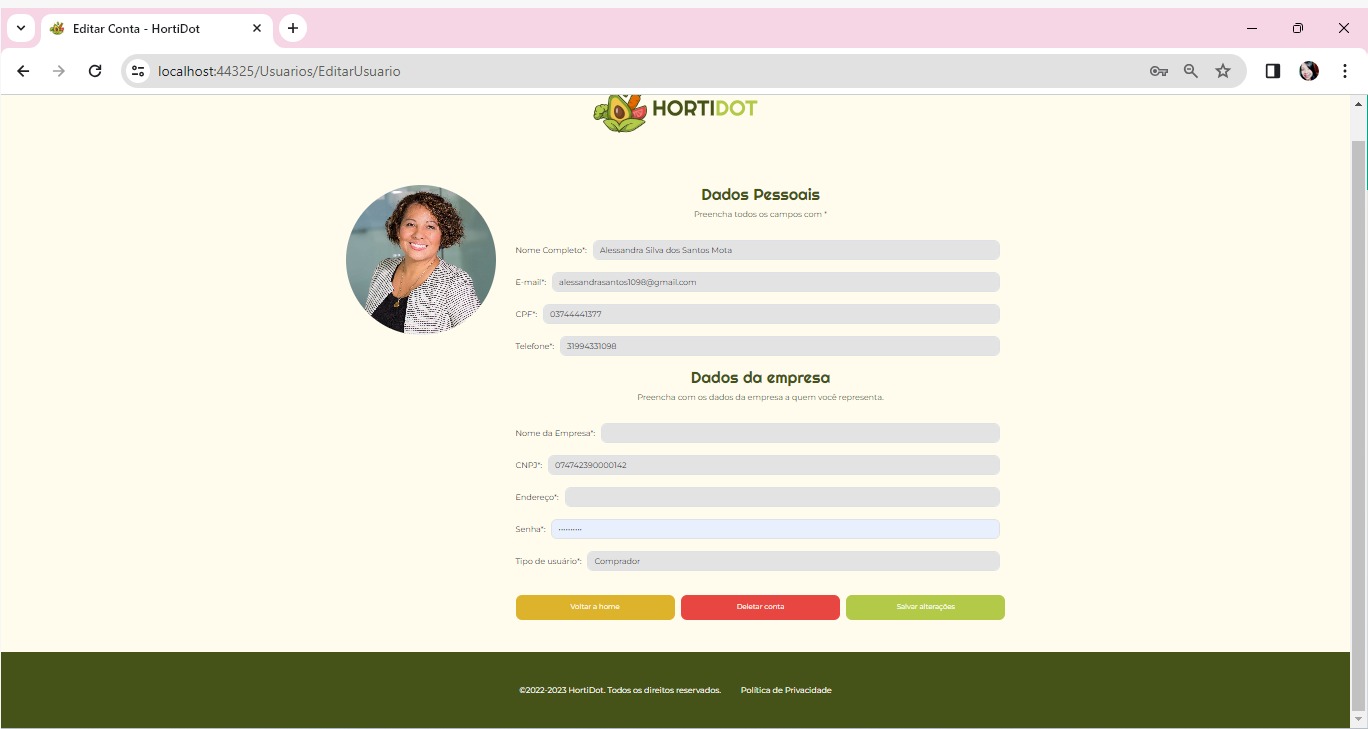 Editar Conta - HortiDot
localhost:44325/Usuarios/EditarUsuario
HORTIDOT
Dados Pessoais
Preencha todos os campos com *
Nome Completo*: Alessandra Silva dos Santos Mota
E-mail*: alessandrasantos1098@gmail.com
CPF*: 03744441377
Telefone*: 31994331098
Dados da empresa
Preencha com os dados da empresa a quem você representa.
Nome da Empresa*:
CNPJ*: 074742390000142
Endereço*:
Senha*: ··········
Tipo de usuário*: Comprador
Voltar a home Deletar conta Salvar alterações
©2022-2023 HortiDot. Todos os direitos reservados. Política de Privacidade